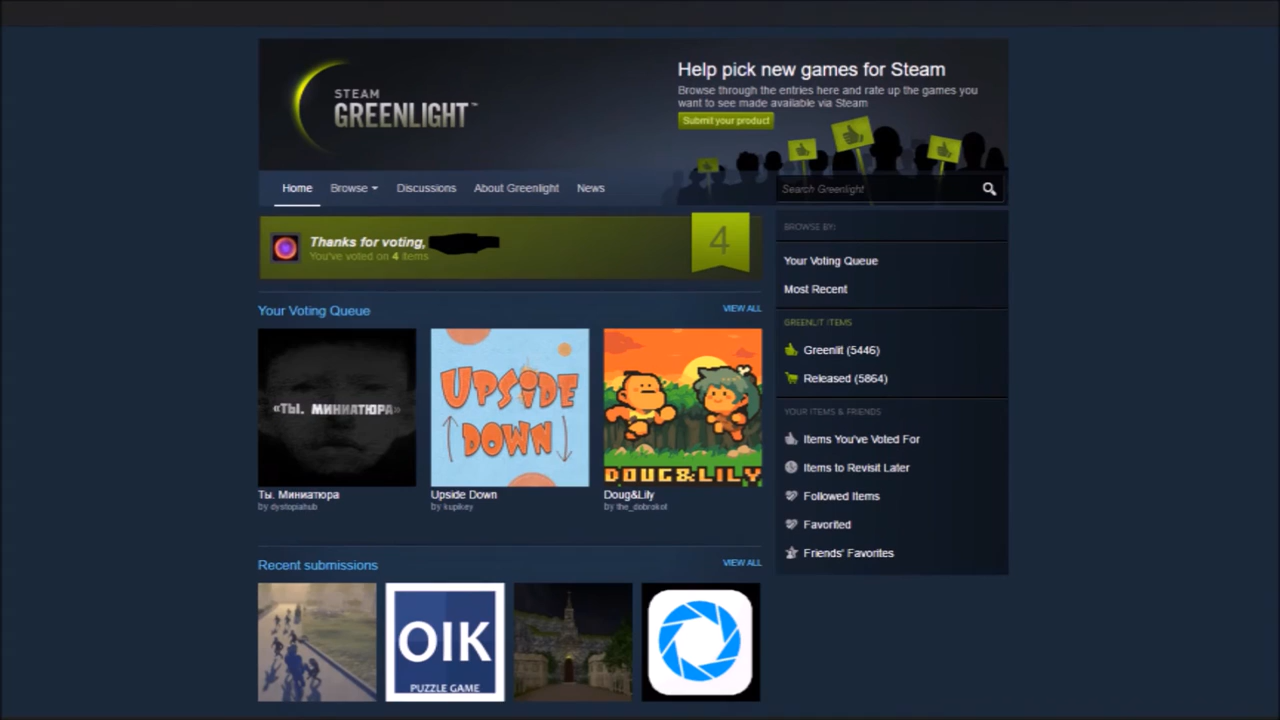 STEAM
GREENLIGHT™
Help pick new games for Steam
Browse through the entries here and rate up the games you
want to see made available via Steam
Submit your product
Home
Browse
Discussions
About Greenlight
News
Search Greenlight
Thanks for voting,
You've voted on 4 items
4
BROWSE BY:
Your Voting Queue
Most Recent
GREENLIT ITEMS
Greenlit (5446)
Released (5864)
YOUR ITEMS & FRIENDS
Items You've Voted For
Items to Revisit Later
Followed Items
Favorited
Friends' Favorites
Your Voting Queue
VIEW ALL
«ТЫ. МИНИАТЮРА»
UPSIDE
DOWN
DOUG&LILY
Ты. Миниатюра
by dystopiahub
Upside Down
by kupikey
Doug&Lily
by the_dobrokot
Recent submissions
VIEW ALL
OIK
PUZZLE GAME